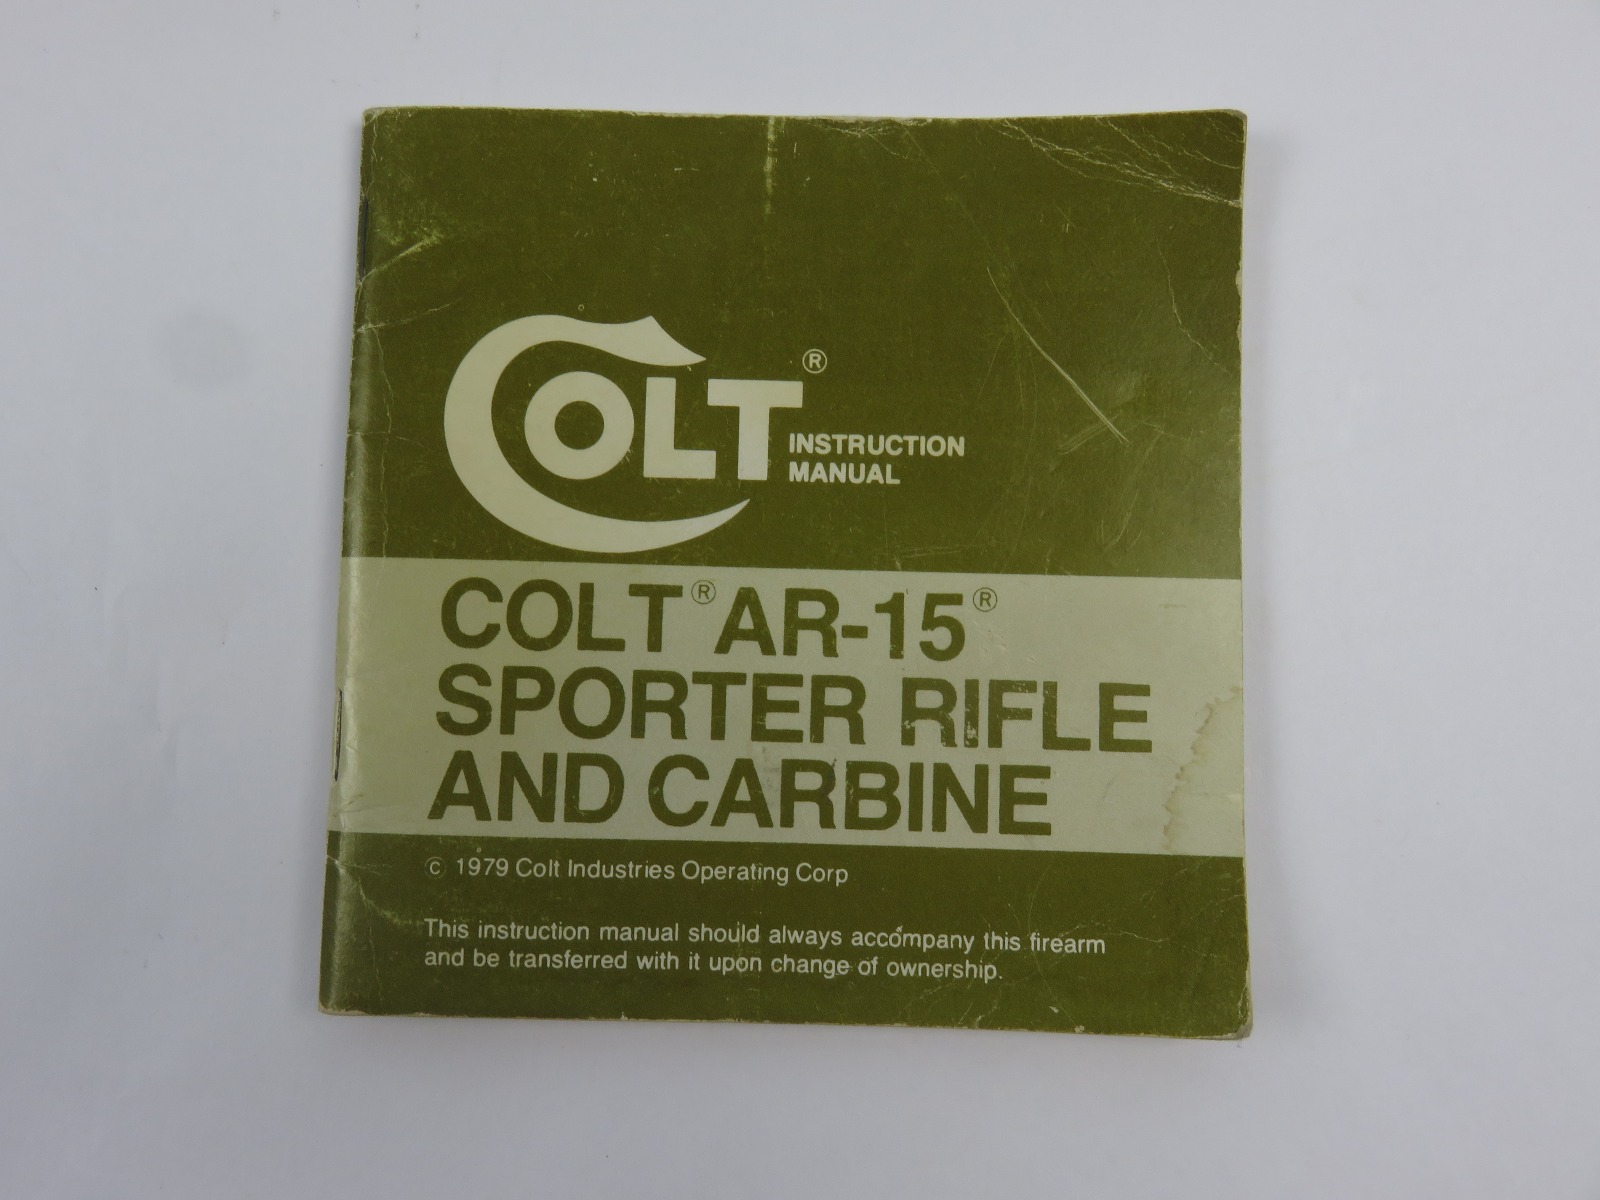 COLT®
INSTRUCTION
MANUAL
COLT® AR-15®
SPORTER RIFLE
AND CARBINE
© 1979 Colt Industries Operating Corp
This instruction manual should always accompany this firearm
and be transferred with it upon change of ownership.